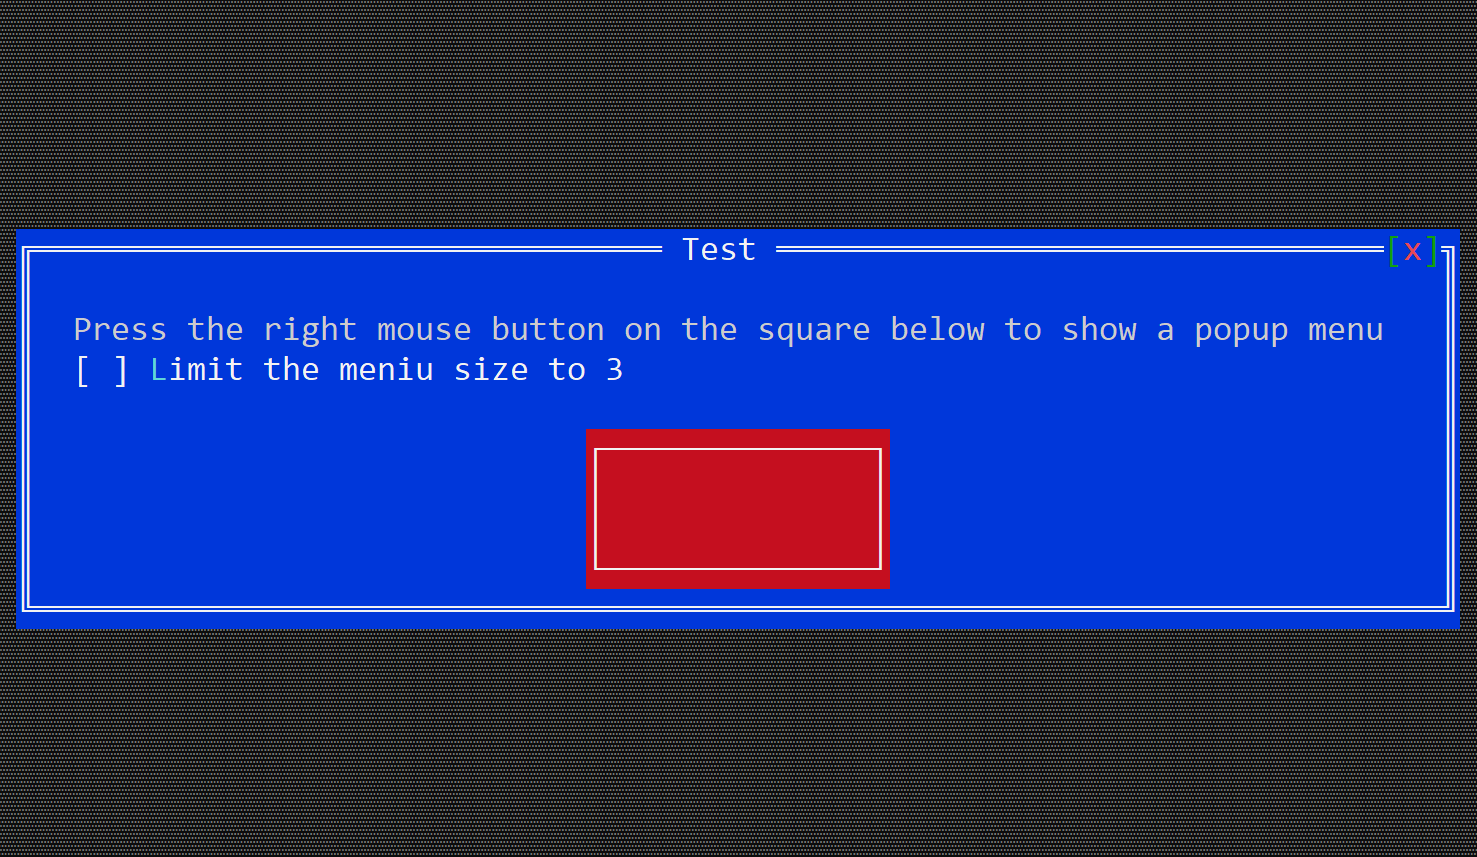 Test [x]
Press the right mouse button on the square below to show a popup menu
[ ] Limit the meniu size to 3